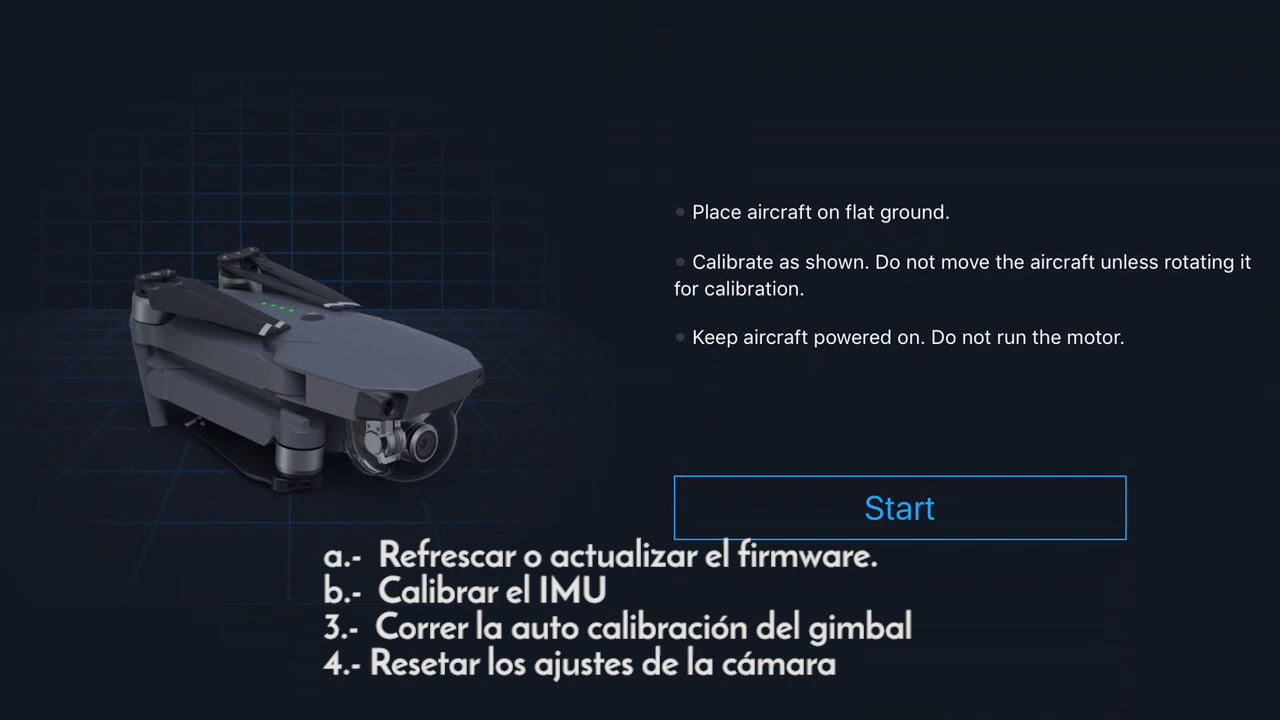 Place aircraft on flat ground.
Calibrate as shown. Do not move the aircraft unless rotating it
for calibration.
Keep aircraft powered on. Do not run the motor.
Start
a.- Refrescar o actualizar el firmware.
b.- Calibrar el IMU
3.- Correr la auto calibración del gimbal
4.- Resetar los ajustes de la cámara